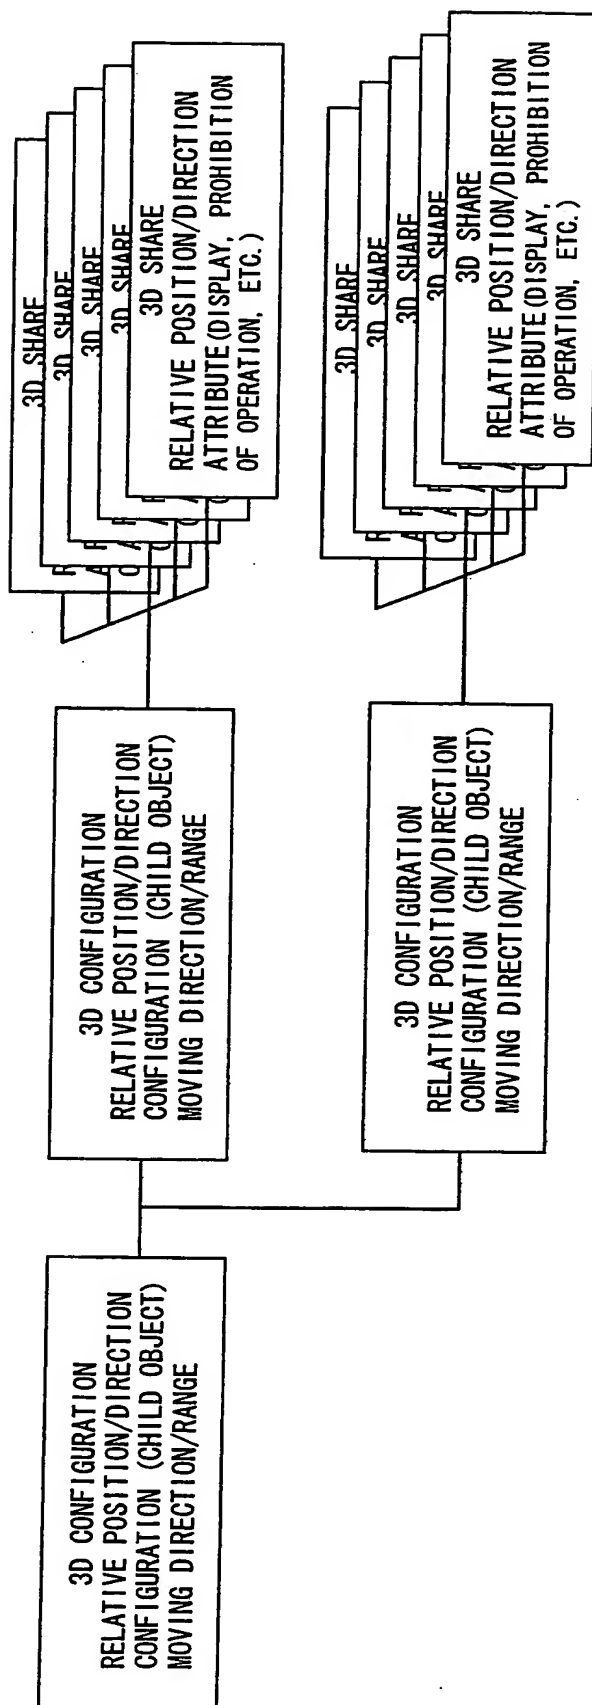 3D CONFIGURATION
RELATIVE POSITION/DIRECTION
CONFIGURATION (CHILD OBJECT)
MOVING DIRECTION/RANGE
3D CONFIGURATION
RELATIVE POSITION/DIRECTION
CONFIGURATION (CHILD OBJECT)
MOVING DIRECTION/RANGE
3D SHARE
R
3D SHARE
A R
3D SHARE
O A R
3D SHARE
O A R
3D SHARE
RELATIVE POSITION/DIRECTION
ATTRIBUTE(DISPLAY, PROHIBITION
OF OPERATION, ETC.)
3D CONFIGURATION
RELATIVE POSITION/DIRECTION
CONFIGURATION (CHILD OBJECT)
MOVING DIRECTION/RANGE
3D SHARE
R
3D SHARE
A R
3D SHARE
O A R
3D SHARE
O A R
3D SHARE
RELATIVE POSITION/DIRECTION
ATTRIBUTE(DISPLAY, PROHIBITION
OF OPERATION, ETC.)